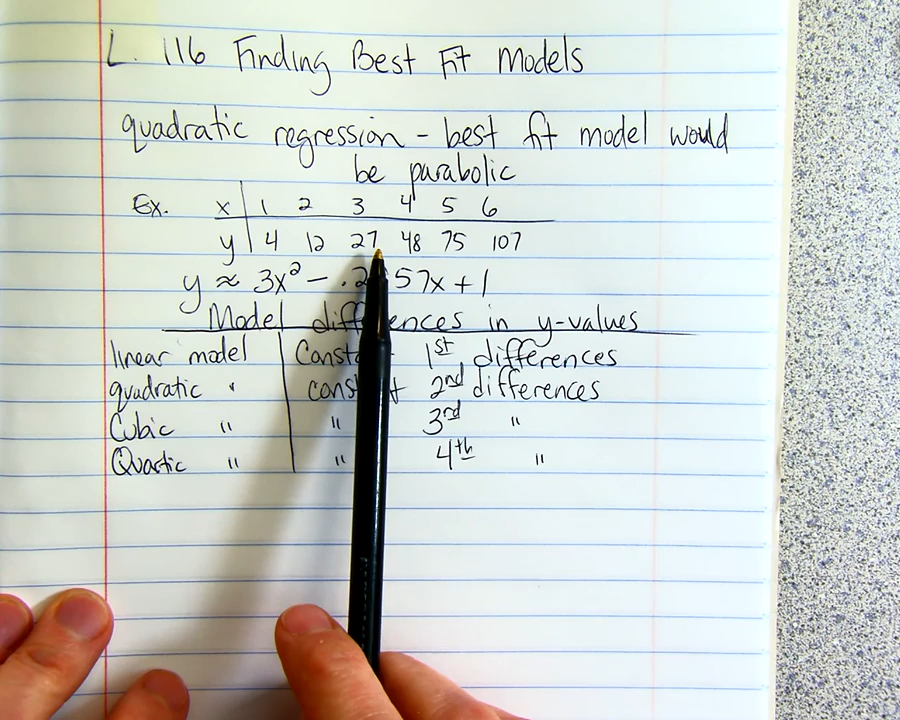 L. 116 Finding Best Fit Models
quadratic regression - best fit model would
be parabolic
Ex. x | 1 2 3 4 5 6
y | 4 12 27 48 75 107
y ≈ 3x² - .2 57x + 1
Model differences in y-values
linear model | 1st differences
quadratic " | 2nd differences
Cubic " | " 3rd "
Quartic " | " 4th "